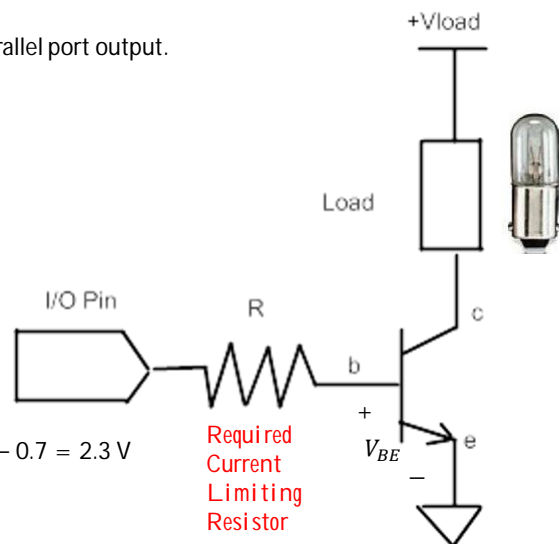 +Vload
rallel port output.
Load
I/O Pin
R
c
b
+
– 0.7 = 2.3 V
Required
Current
Limiting
Resistor
V_BE
e
–